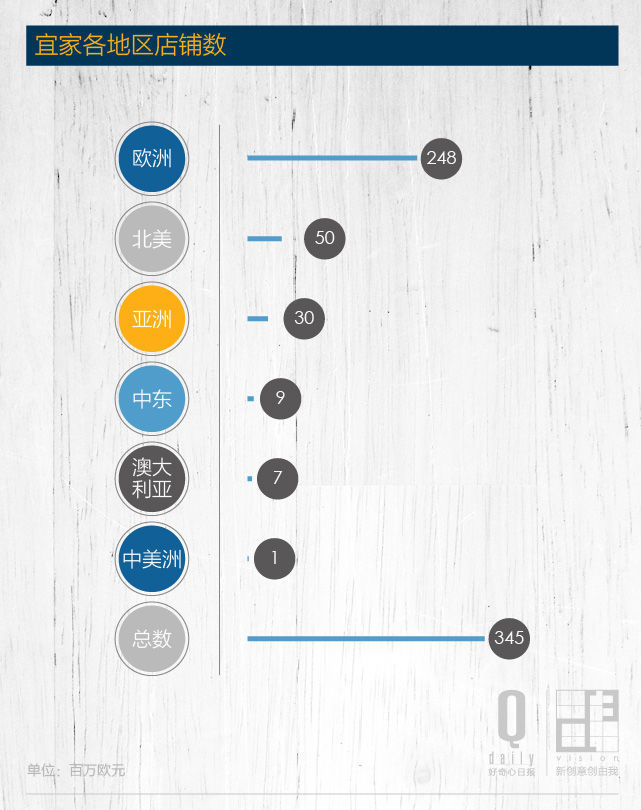 宜家各地区店铺数
欧洲
248
北美
50
亚洲
30
中东
9
澳大
利亚
7
中美洲
1
总数
345
单位：百万欧元
Q
daily
好奇心日报
d3
vision
新创意创由我